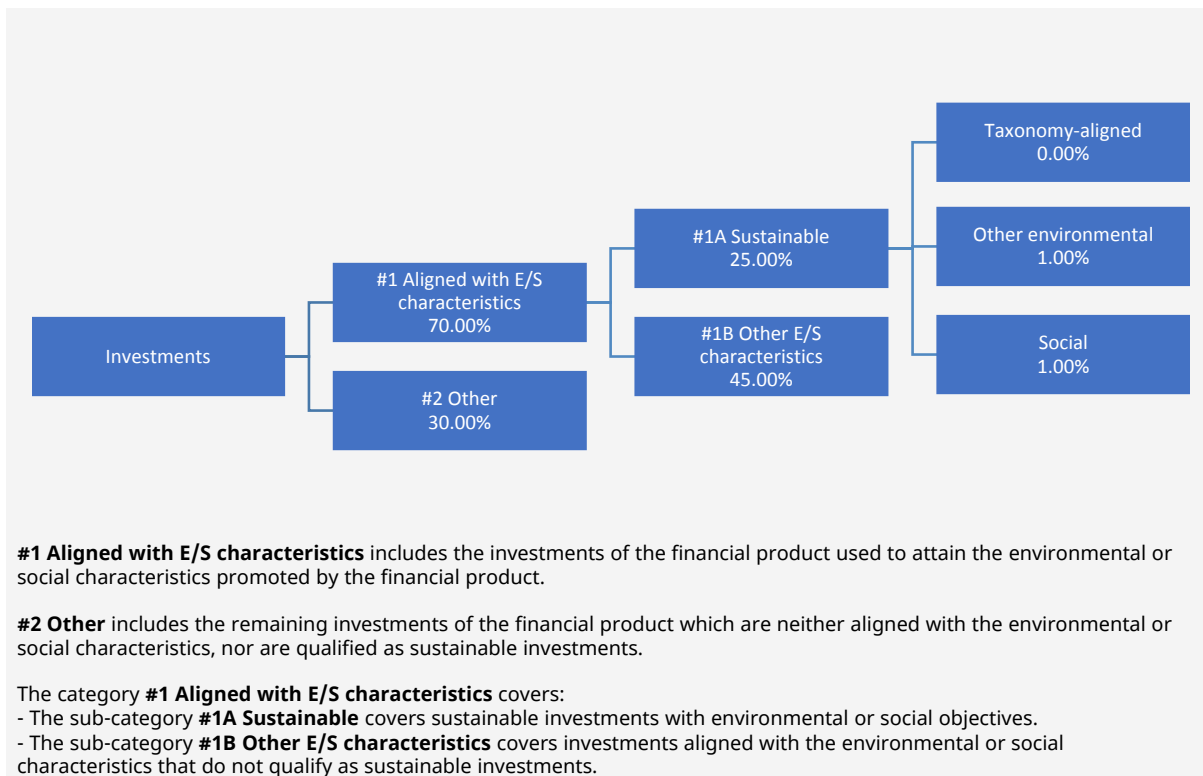 Investments
#1 Aligned with E/S
characteristics
70.00%
#2 Other
30.00%
#1A Sustainable
25.00%
#1B Other E/S
characteristics
45.00%
Taxonomy-aligned
0.00%
Other environmental
1.00%
Social
1.00%
#1 Aligned with E/S characteristics includes the investments of the financial product used to attain the environmental or
social characteristics promoted by the financial product.
#2 Other includes the remaining investments of the financial product which are neither aligned with the environmental or
social characteristics, nor are qualified as sustainable investments.
The category #1 Aligned with E/S characteristics covers:
- The sub-category #1A Sustainable covers sustainable investments with environmental or social objectives.
- The sub-category #1B Other E/S characteristics covers investments aligned with the environmental or social
characteristics that do not qualify as sustainable investments.